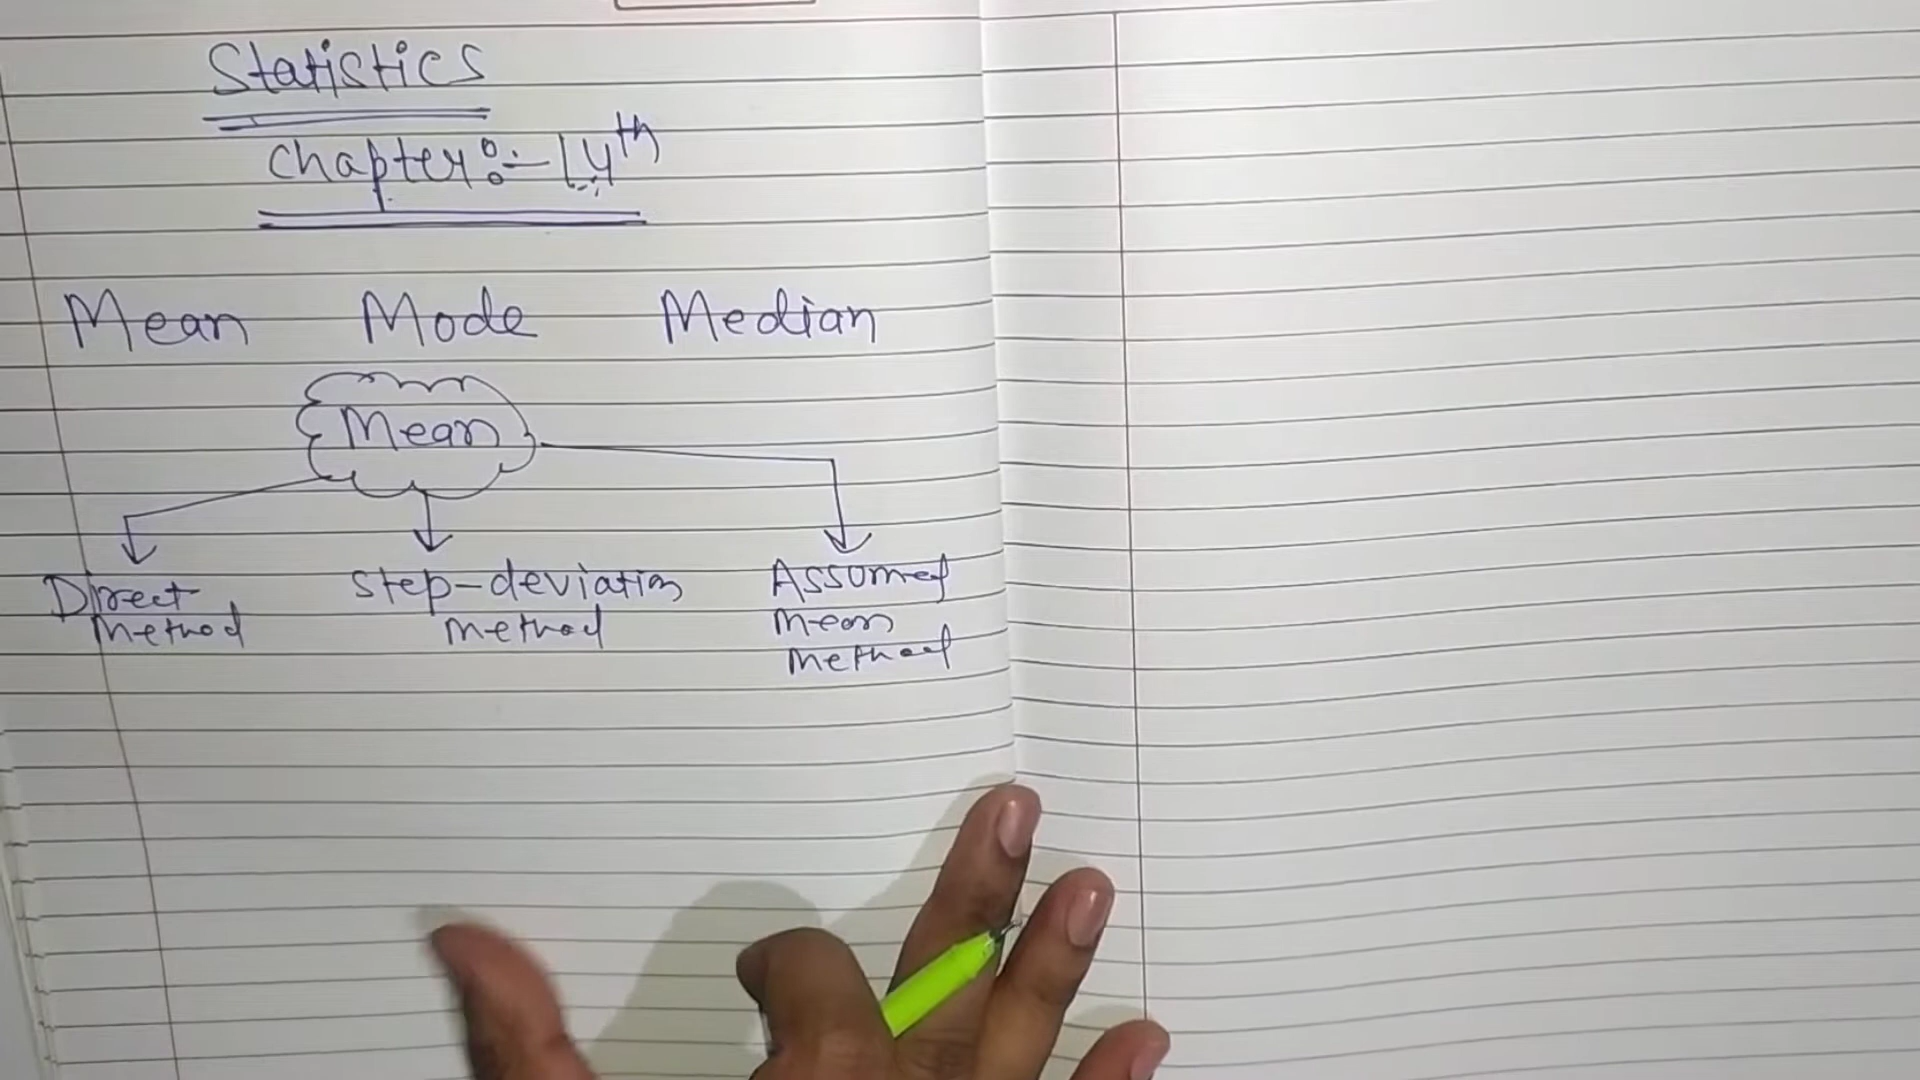 Statistics
Chapter:- 14th
Mean Mode Median
Mean
Direct Method
Step-deviation Method
Assumed Mean Method